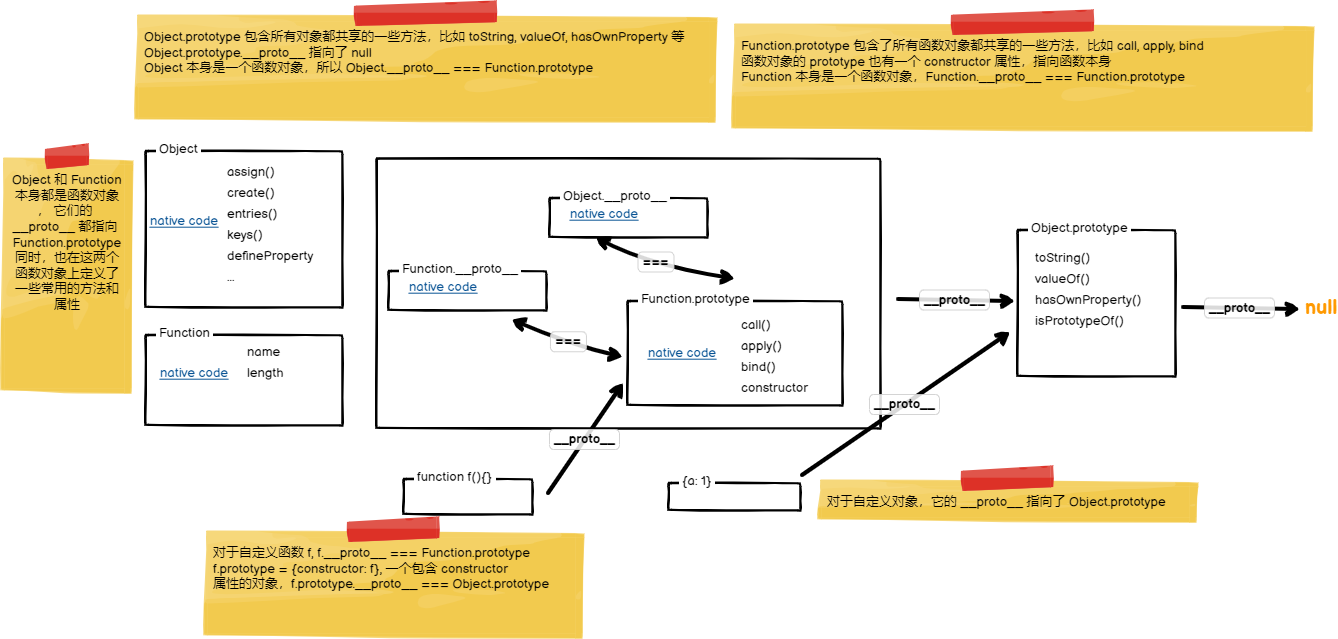 Object.prototype 包含所有对象都共享的一些方法，比如 toString, valueOf, hasOwnProperty 等
Object.prototype.__proto__ 指向了 null
Object 本身是一个函数对象，所以 Object.__proto__ === Function.prototype
Function.prototype 包含了所有函数对象都共享的一些方法，比如 call, apply, bind
函数对象的 prototype 也有一个 constructor 属性，指向函数本身
Function 本身是一个函数对象，Function.__proto__ === Function.prototype
Object 和 Function
本身都是函数对象
，它们的
__proto__ 都指向
Function.prototype
同时，也在这两个
函数对象上定义了
一些常用的方法和
属性
Object
native code
assign()
create()
entries()
keys()
defineProperty
...
Function
native code
name
length
Object.__proto__
native code
===
Function.__proto__
native code
===
Function.prototype
native code
call()
apply()
bind()
constructor
__proto__
Object.prototype
toString()
valueOf()
hasOwnProperty()
isPrototypeOf()
__proto__
null
__proto__
__proto__
function f(){}
{a: 1}
对于自定义对象，它的 __proto__ 指向了 Object.prototype
对于自定义函数 f, f.__proto__ === Function.prototype
f.prototype = {constructor: f}, 一个包含 constructor
属性的对象，f.prototype.__proto__ === Object.prototype